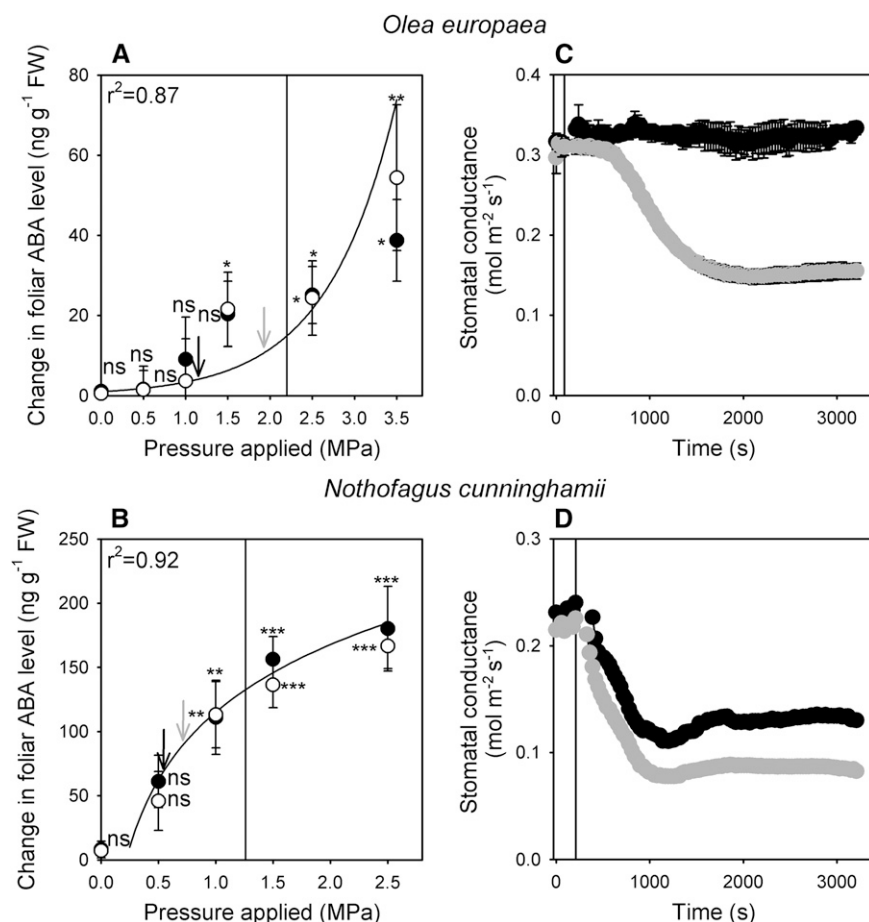 Olea europaea
A
r²=0.87
Change in foliar ABA level (ng g⁻¹ FW)
80
60
40
20
0
ns
ns
ns
ns
ns
*
*
*
**
*
0.0 0.5 1.0 1.5 2.0 2.5 3.0 3.5
Pressure applied (MPa)
C
Stomatal conductance
(mol m⁻² s⁻¹)
0.4
0.3
0.2
0.1
0.0
0 1000 2000 3000
Time (s)
Nothofagus cunninghamii
B
r²=0.92
Change in foliar ABA level (ng g⁻¹ FW)
250
200
150
100
50
0
ns
ns
ns
**
**
***
***
***
***
0.0 0.5 1.0 1.5 2.0 2.5
Pressure applied (MPa)
D
Stomatal conductance
(mol m⁻² s⁻¹)
0.3
0.2
0.1
0.0
0 1000 2000 3000
Time (s)